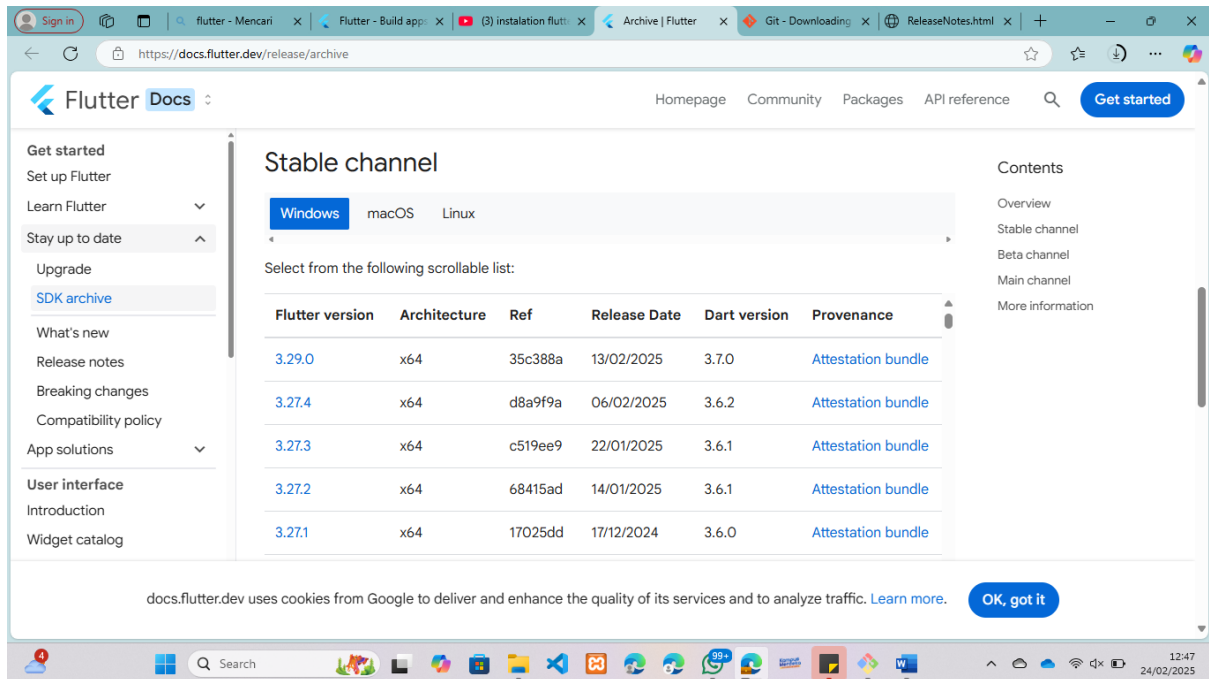 Sign in
flutter - Mencari
Flutter - Build apps
(3) instalation flutte
Archive | Flutter
Git - Downloading
ReleaseNotes.html
https://docs.flutter.dev/release/archive
Flutter Docs
Homepage
Community
Packages
API reference
Get started
Get started
Set up Flutter
Learn Flutter
Stay up to date
Upgrade
SDK archive
What's new
Release notes
Breaking changes
Compatibility policy
App solutions
User interface
Introduction
Widget catalog
Stable channel
Windows macOS Linux
Select from the following scrollable list:
Flutter version Architecture Ref Release Date Dart version Provenance
3.29.0 x64 35c388a 13/02/2025 3.7.0 Attestation bundle
3.27.4 x64 d8a9f9a 06/02/2025 3.6.2 Attestation bundle
3.27.3 x64 c519ee9 22/01/2025 3.6.1 Attestation bundle
3.27.2 x64 68415ad 14/01/2025 3.6.1 Attestation bundle
3.27.1 x64 17025dd 17/12/2024 3.6.0 Attestation bundle
Contents
Overview
Stable channel
Beta channel
Main channel
More information
docs.flutter.dev uses cookies from Google to deliver and enhance the quality of its services and to analyze traffic. Learn more.
OK, got it
4
Search
99+
12:47
24/02/2025